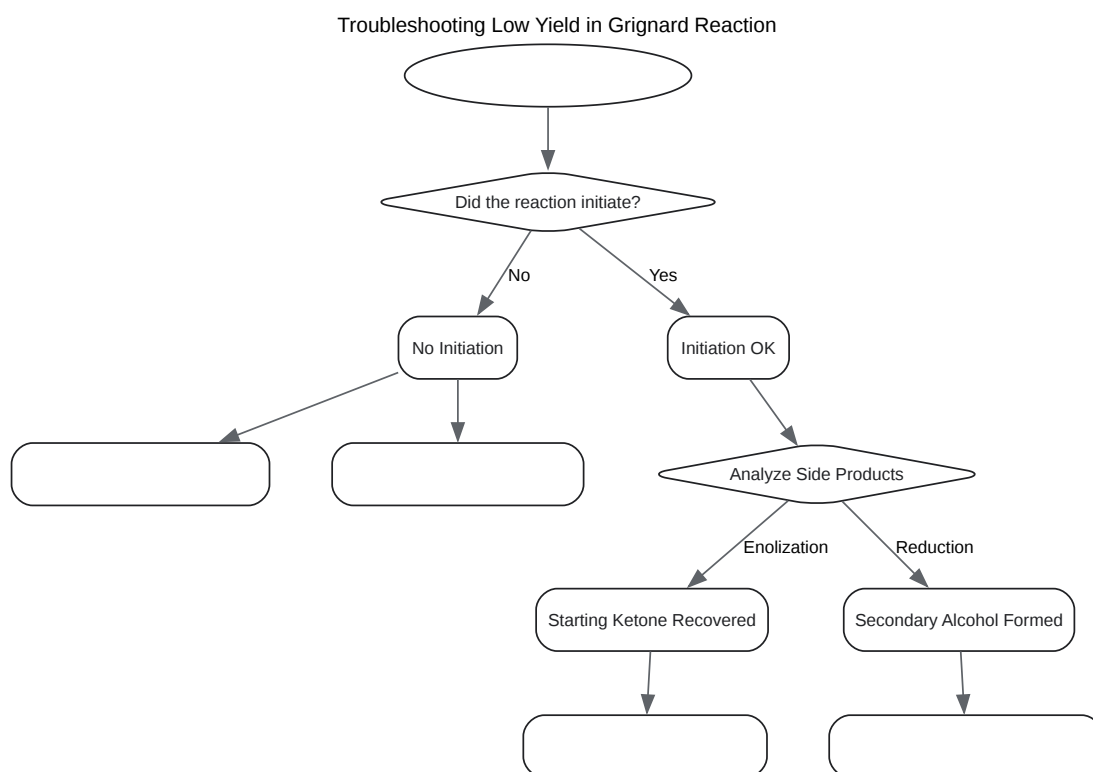 Troubleshooting Low Yield in Grignard Reaction
Did the reaction initiate?
No
Yes
No Initiation
Initiation OK
Analyze Side Products
Enolization
Reduction
Starting Ketone Recovered
Secondary Alcohol Formed